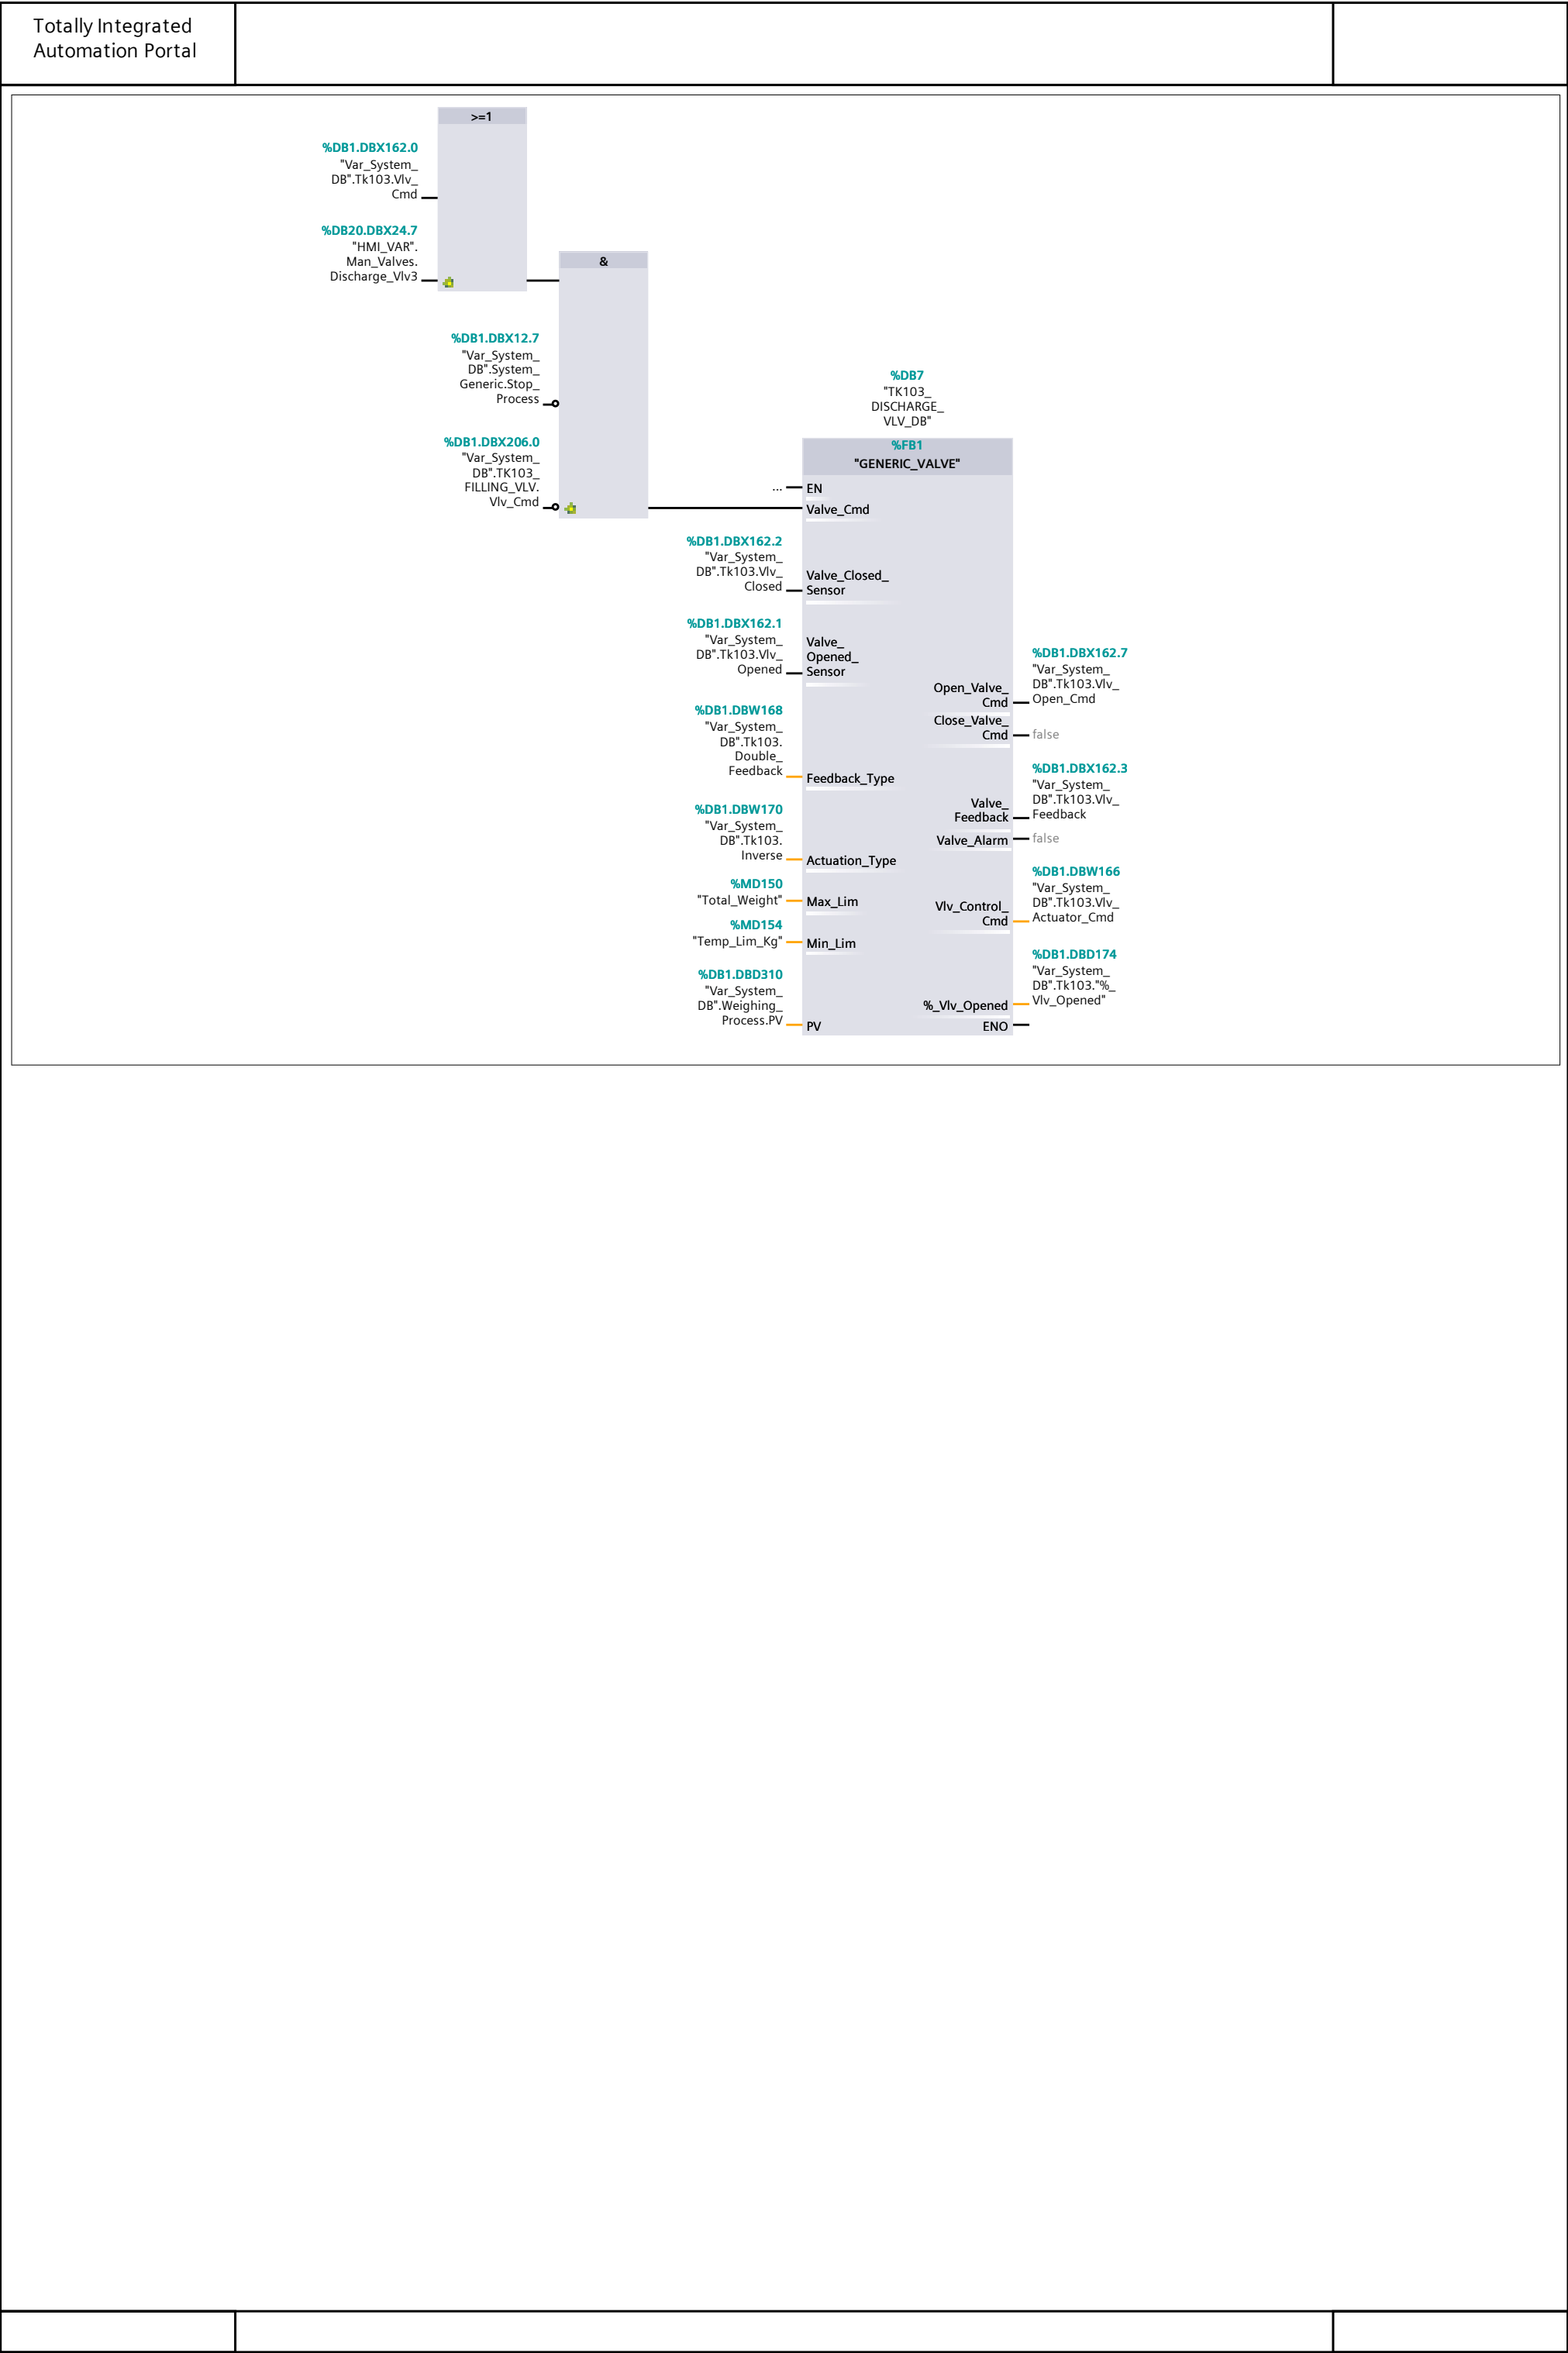 Totally Integrated
Automation Portal
>=1
%DB1.DBX162.0
"Var_System_
DB".Tk103.Vlv_
Cmd
%DB20.DBX24.7
"HMI_VAR".
Man_Valves.
Discharge_Vlv3
&
%DB1.DBX12.7
"Var_System_
DB".System_
Generic.Stop_
Process
%DB1.DBX206.0
"Var_System_
DB".TK103_
FILLING_VLV.
Vlv_Cmd
%DB7
"TK103_
DISCHARGE_
VLV_DB"
%FB1
"GENERIC_VALVE"
... EN
Valve_Cmd
%DB1.DBX162.2
"Var_System_
DB".Tk103.Vlv_
Closed
Valve_Closed_
Sensor
%DB1.DBX162.1
"Var_System_
DB".Tk103.Vlv_
Opened
Valve_
Opened_
Sensor
%DB1.DBW168
"Var_System_
DB".Tk103.
Double_
Feedback
Feedback_Type
%DB1.DBW170
"Var_System_
DB".Tk103.
Inverse
Actuation_Type
%MD150
"Total_Weight"
Max_Lim
%MD154
"Temp_Lim_Kg"
Min_Lim
%DB1.DBD310
"Var_System_
DB".Weighing_
Process.PV
PV
Open_Valve_
Cmd
%DB1.DBX162.7
"Var_System_
DB".Tk103.Vlv_
Open_Cmd
Close_Valve_
Cmd
false
Valve_
Feedback
%DB1.DBX162.3
"Var_System_
DB".Tk103.Vlv_
Feedback
Valve_Alarm
false
Vlv_Control_
Cmd
%DB1.DBW166
"Var_System_
DB".Tk103.Vlv_
Actuator_Cmd
%_Vlv_Opened
%DB1.DBD174
"Var_System_
DB".Tk103."%_
Vlv_Opened"
ENO